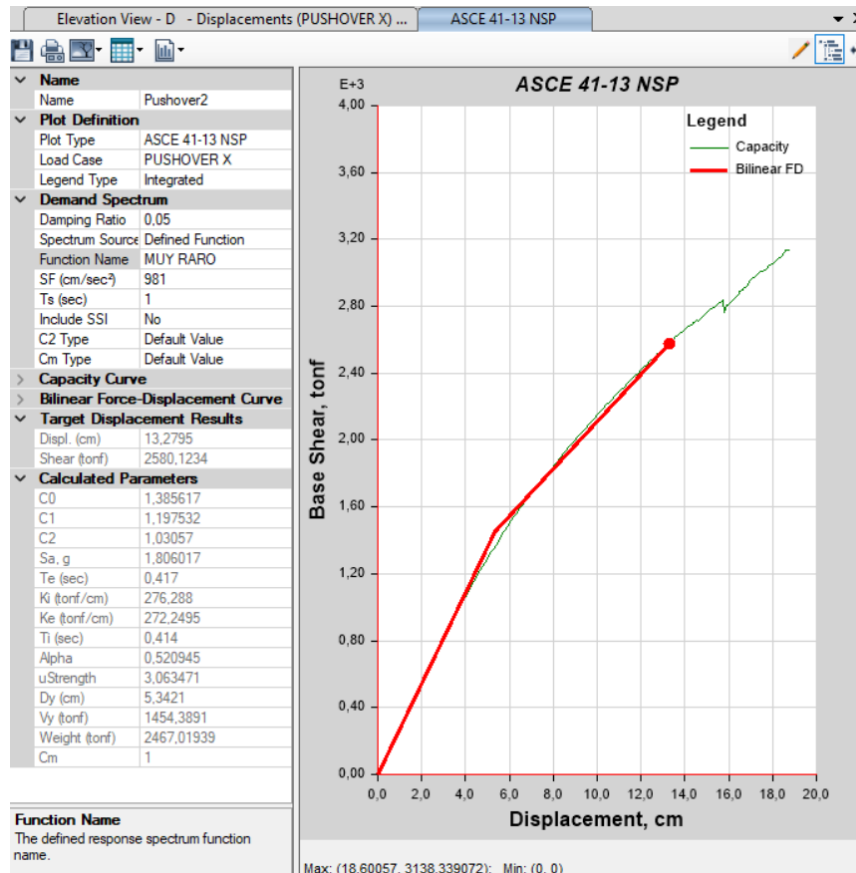 Elevation View - D - Displacements (PUSHOVER X) ...
ASCE 41-13 NSP
Name
Name Pushover2
Plot Definition
Plot Type ASCE 41-13 NSP
Load Case PUSHOVER X
Legend Type Integrated
Demand Spectrum
Damping Ratio 0,05
Spectrum Source Defined Function
Function Name MUY RARO
SF (cm/sec²) 981
Ts (sec) 1
Include SSI No
C2 Type Default Value
Cm Type Default Value
Capacity Curve
Bilinear Force-Displacement Curve
Target Displacement Results
Displ. (cm) 13,2795
Shear (tonf) 2580,1234
Calculated Parameters
C0 1,385617
C1 1,197532
C2 1,03057
Sa, g 1,806017
Te (sec) 0,417
Ki (tonf/cm) 276,288
Ke (tonf/cm) 272,2495
Ti (sec) 0,414
Alpha 0,520945
uStrength 3,063471
Dy (cm) 5,3421
Vy (tonf) 1454,3891
Weight (tonf) 2467,01939
Cm 1
Function Name
The defined response spectrum function
name.
E+3
ASCE 41-13 NSP
Legend
Capacity
Bilinear FD
4,00
3,60
3,20
2,80
2,40
2,00
1,60
1,20
0,80
0,40
0,00
Base Shear, tonf
0,0 2,0 4,0 6,0 8,0 10,0 12,0 14,0 16,0 18,0 20,0
Displacement, cm
Max: (18,60057, 3138,339072); Min: (0, 0)